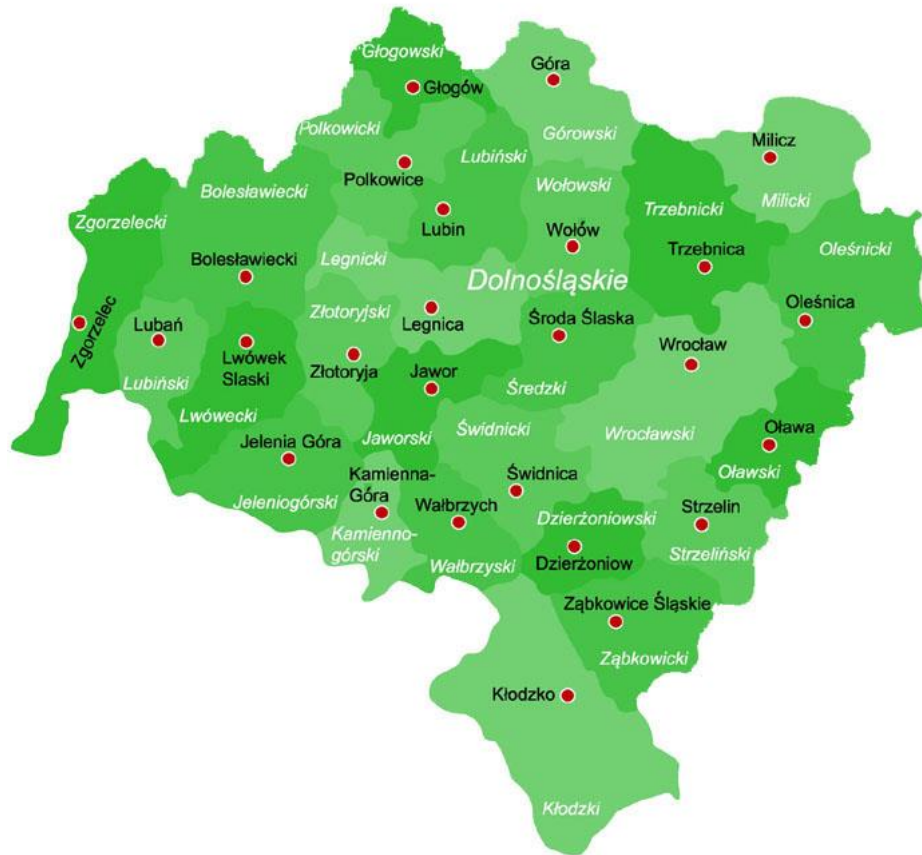 Głogowski
Góra
Głogów
Polkowicki
Górowski
Lubiński
Milicz
Polkowice
Wołowski
Bolesławiecki
Trzebnicki
Milicki
Zgorzelecki
Lubin
Wołów
Oleśnicki
Bolesławiecki
Legnicki
Trzebnica
Dolnośląskie
Złotoryjski
Legnica
Środa Ślaska
Oleśnica
Zgorzelec
Lubań
Lwówek
Slaski
Złotoryja
Jawor
Wrocław
Lubiński
Średzki
Lwówecki
Jaworski
Świdnicki
Wrocławski
Oława
Jelenia Góra
Oławski
Kamienna-
Góra
Świdnica
Jeleniogórski
Wałbrzych
Dzierżoniowski
Strzelin
Kamienno-
górski
Wałbrzyski
Dzierżoniow
Strzeliński
Ząbkowice Śląskie
Ząbkowicki
Kłodzko
Kłodzki